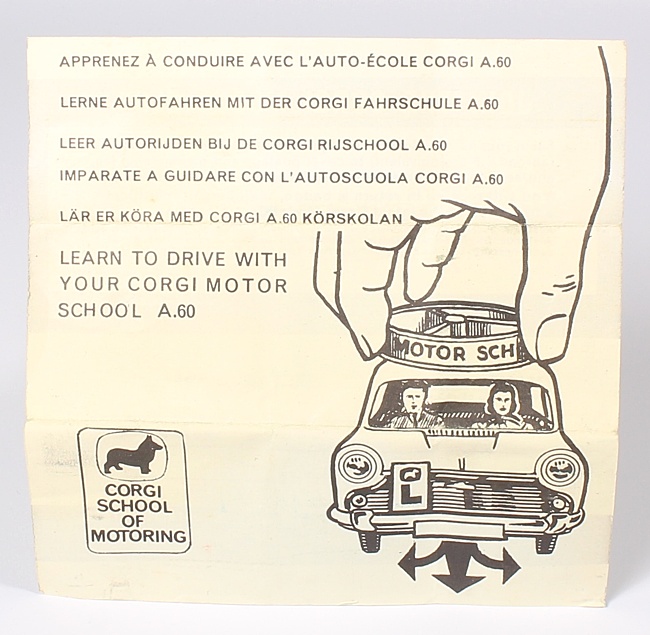 APPRENEZ À CONDUIRE AVEC L'AUTO-ÉCOLE CORGI A.60
LERNE AUTOFAHREN MIT DER CORGI FAHRSCHULE A.60
LEER AUTORIJDEN BIJ DE CORGI RIJSCHOOL A.60
IMPARATE A GUIDARE CON L'AUTOSCUOLA CORGI A.60
LÄR ER KÖRA MED CORGI A.60 KÖRSKOLAN
LEARN TO DRIVE WITH
YOUR CORGI MOTOR
SCHOOL A.60
MOTOR SCH
L
CORGI
SCHOOL
OF
MOTORING